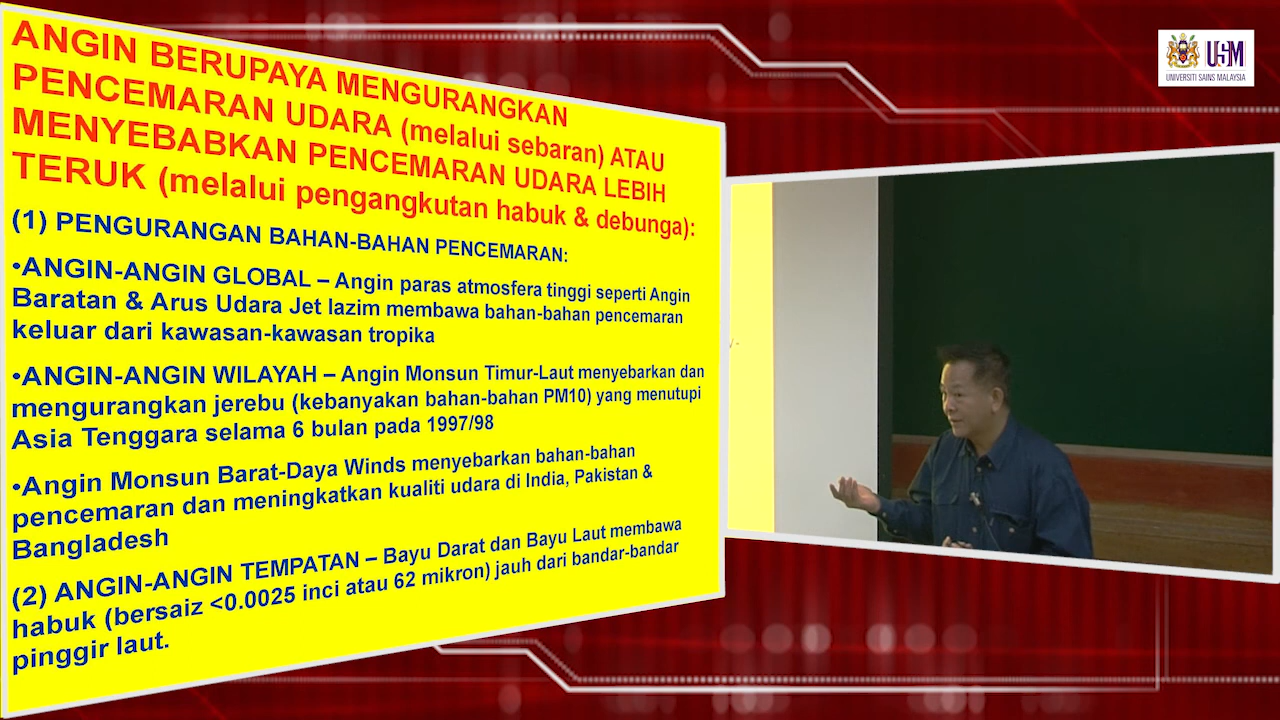 ANGIN BERUPAYA MENGURANGKAN
PENCEMARAN UDARA (melalui sebaran) ATAU
MENYEBABKAN PENCEMARAN UDARA LEBIH
TERUK (melalui pengangkutan habuk & debunga):
(1) PENGURANGAN BAHAN-BAHAN PENCEMARAN:
•ANGIN-ANGIN GLOBAL – Angin paras atmosfera tinggi seperti Angin
Baratan & Arus Udara Jet lazim membawa bahan-bahan pencemaran
keluar dari kawasan-kawasan tropika
•ANGIN-ANGIN WILAYAH – Angin Monsun Timur-Laut menyebarkan dan
mengurangkan jerebu (kebanyakan bahan-bahan PM10) yang menutupi
Asia Tenggara selama 6 bulan pada 1997/98
•Angin Monsun Barat-Daya Winds menyebarkan bahan-bahan
pencemaran dan meningkatkan kualiti udara di India, Pakistan &
Bangladesh
(2) ANGIN-ANGIN TEMPATAN – Bayu Darat dan Bayu Laut membawa
habuk (bersaiz <0.0025 inci atau 62 mikron) jauh dari bandar-bandar
pinggir laut.
USM
UNIVERSITI SAINS MALAYSIA